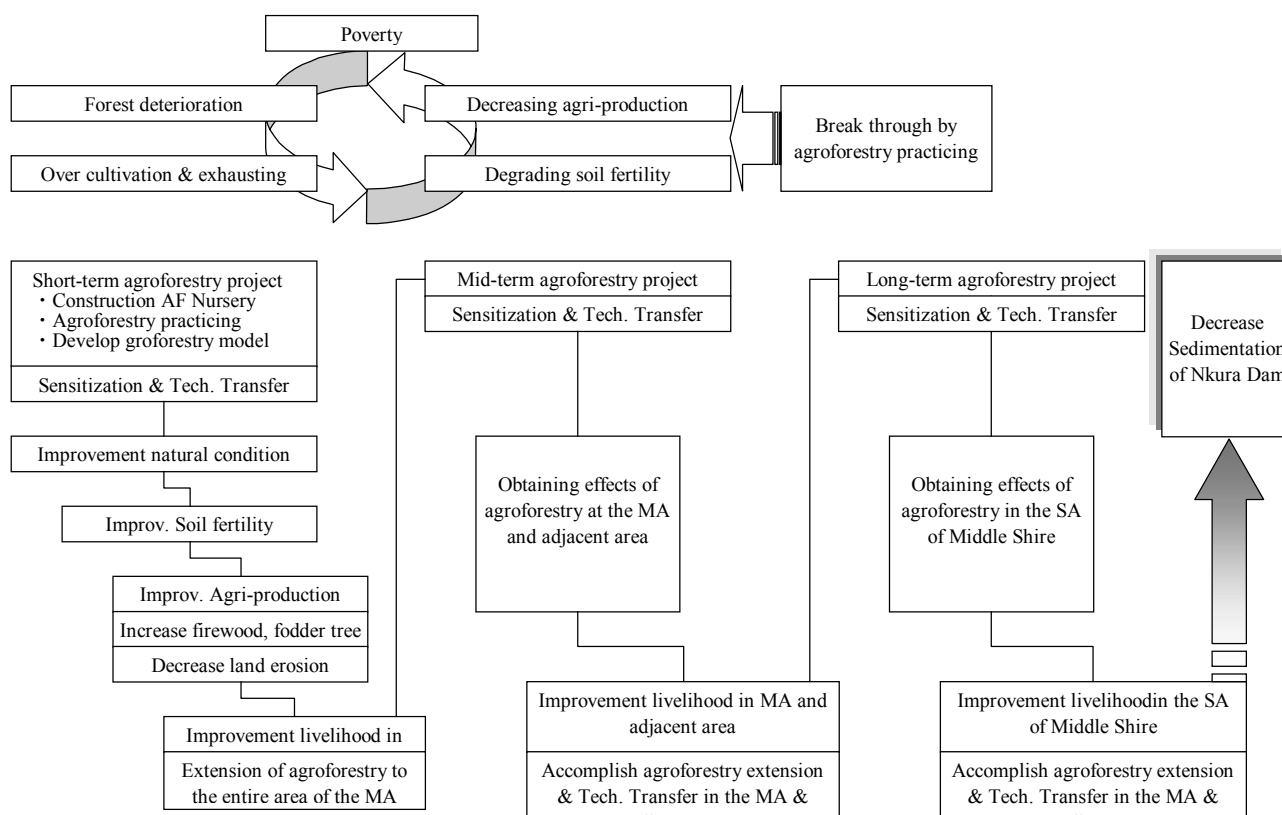 Poverty
Forest deterioration
Decreasing agri-production
Over cultivation & exhausting
Degrading soil fertility
Break through by
agroforestry practicing
Short-term agroforestry project
・ Construction AF Nursery
・ Agroforestry practicing
・ Develop groforestry model
Sensitization & Tech. Transfer
Improvement natural condition
Improv. Soil fertility
Improv. Agri-production
Increase firewood, fodder tree
Decrease land erosion
Improvement livelihood in
Extension of agroforestry to
the entire area of the MA
Mid-term agroforestry project
Sensitization & Tech. Transfer
Obtaining effects of
agroforestry at the MA
and adjacent area
Improvement livelihood in MA and
adjacent area
Accomplish agroforestry extension
& Tech. Transfer in the MA &
Long-term agroforestry project
Sensitization & Tech. Transfer
Obtaining effects of
agroforestry in the SA
of Middle Shire
Improvement livelihoodin the SA
of Middle Shire
Accomplish agroforestry extension
& Tech. Transfer in the MA &
Decrease
Sedimentation
of Nkura Dam